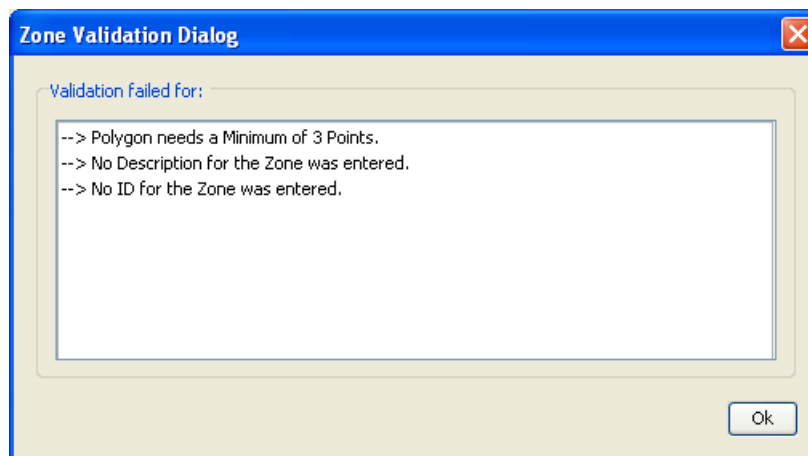 Zone Validation Dialog
Validation failed for:
--> Polygon needs a Minimum of 3 Points.
--> No Description for the Zone was entered.
--> No ID for the Zone was entered.
Ok